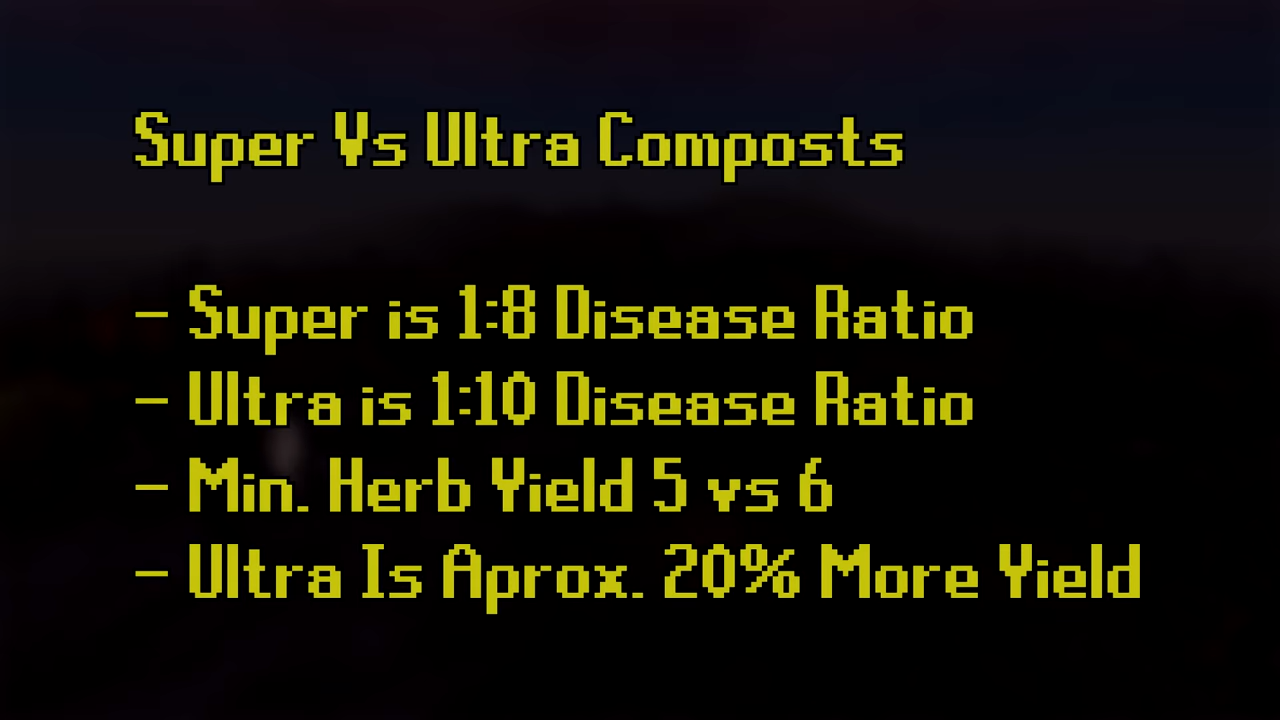 Super Vs Ultra Composts
- Super is 1:8 Disease Ratio
- Ultra is 1:10 Disease Ratio
- Min. Herb Yield 5 vs 6
- Ultra Is Aprox. 20% More Yield